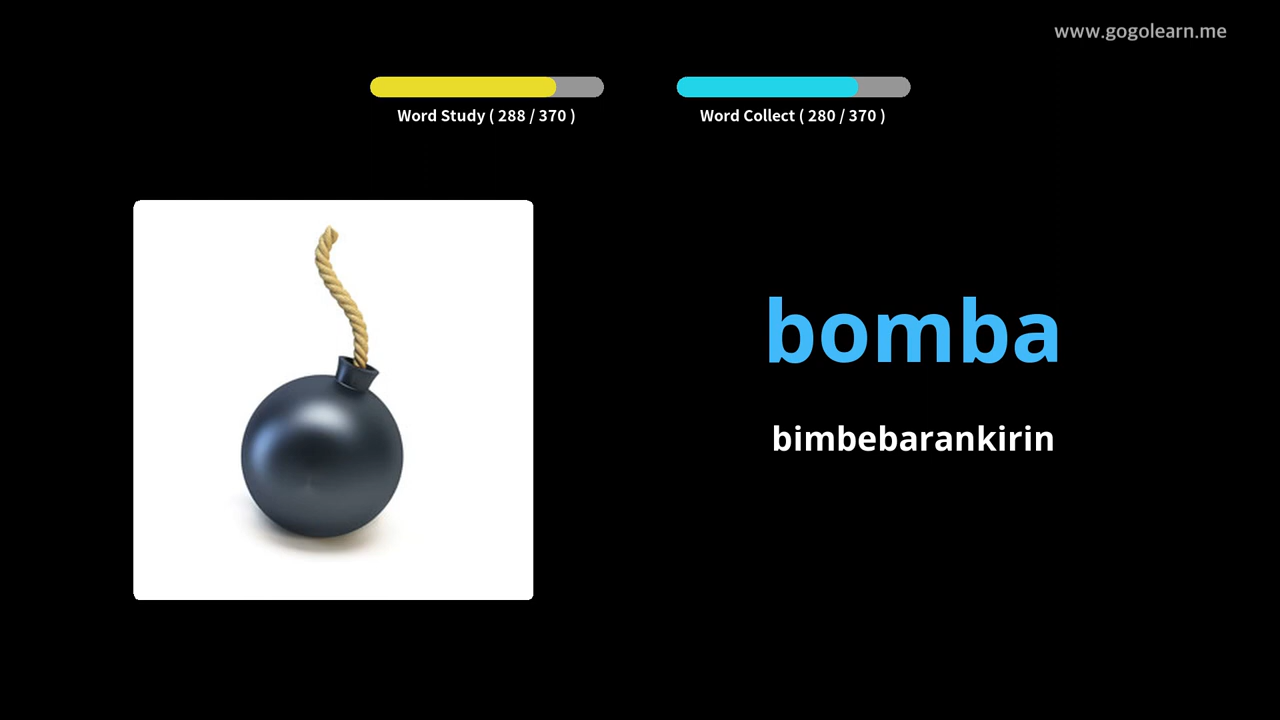 www.gogolearn.me
Word Study ( 288 / 370 )
Word Collect ( 280 / 370 )
bomba
bimbebarankirin